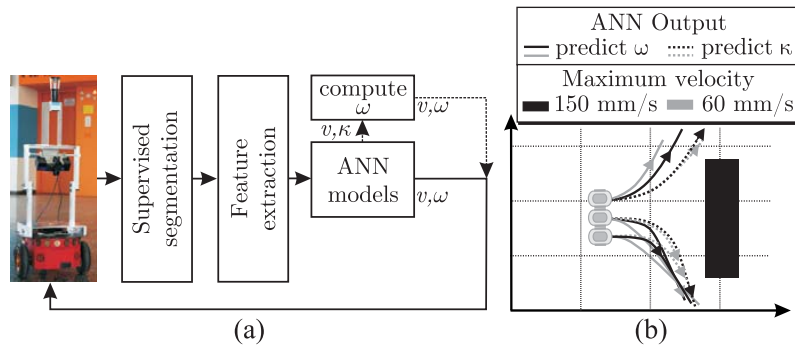 Supervised
segmentation
Feature
extraction
compute
ω
v,ω
v,κ
ANN
models
v,ω
(a)
ANN Output
predict ω
predict κ
Maximum velocity
150 mm/s
60 mm/s
(b)